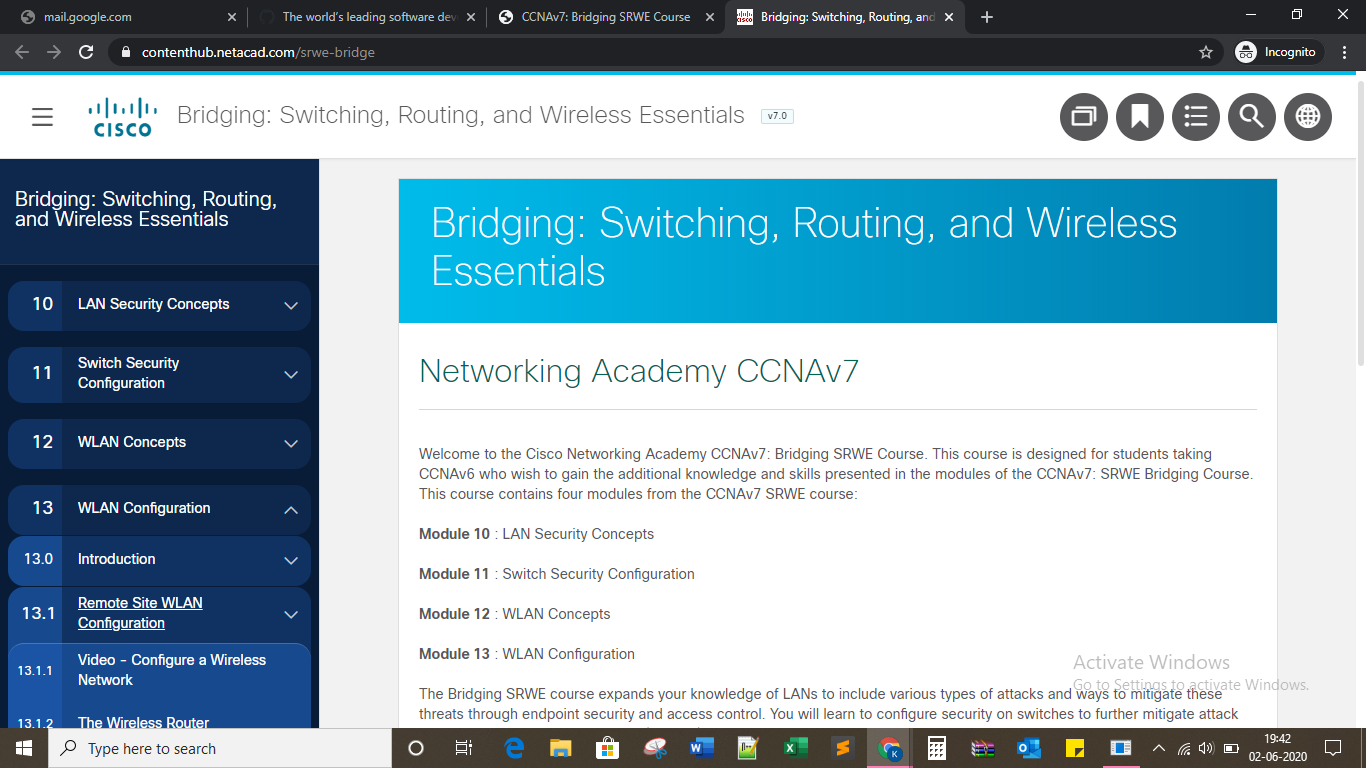 mail.google.com
The world's leading software dev
CCNAv7: Bridging SRWE Course
Bridging: Switching, Routing, and
contenthub.netacad.com/srwe-bridge
Incognito
CISCO
Bridging: Switching, Routing, and Wireless Essentials
v7.0
Bridging: Switching, Routing,
and Wireless Essentials
10 LAN Security Concepts
11 Switch Security
Configuration
12 WLAN Concepts
13 WLAN Configuration
13.0 Introduction
13.1 Remote Site WLAN
Configuration
13.1.1 Video - Configure a Wireless
Network
13.1.2 The Wireless Router
Bridging: Switching, Routing, and Wireless
Essentials
Networking Academy CCNAv7
Welcome to the Cisco Networking Academy CCNAv7: Bridging SRWE Course. This course is designed for students taking
CCNAv6 who wish to gain the additional knowledge and skills presented in the modules of the CCNAv7: SRWE Bridging Course.
This course contains four modules from the CCNAv7 SRWE course:
Module 10 : LAN Security Concepts
Module 11 : Switch Security Configuration
Module 12 : WLAN Concepts
Module 13 : WLAN Configuration
The Bridging SRWE course expands your knowledge of LANs to include various types of attacks and ways to mitigate these
threats through endpoint security and access control. You will learn to configure security on switches to further mitigate attack
Activate Windows
Go to Settings to activate Windows.
Type here to search
19:42
02-06-2020